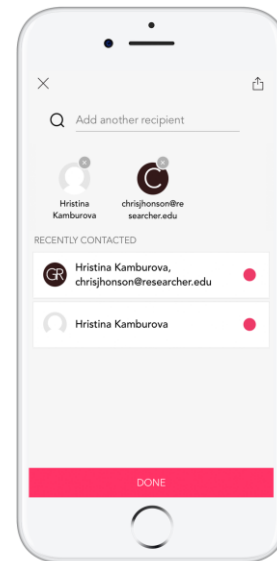 Add another recipient
Hristina
Kamburova
C
chrisjhonson@re
searcher.edu
RECENTLY CONTACTED
GR
Hristina Kamburova,
chrisjhonson@researcher.edu
Hristina Kamburova
DONE